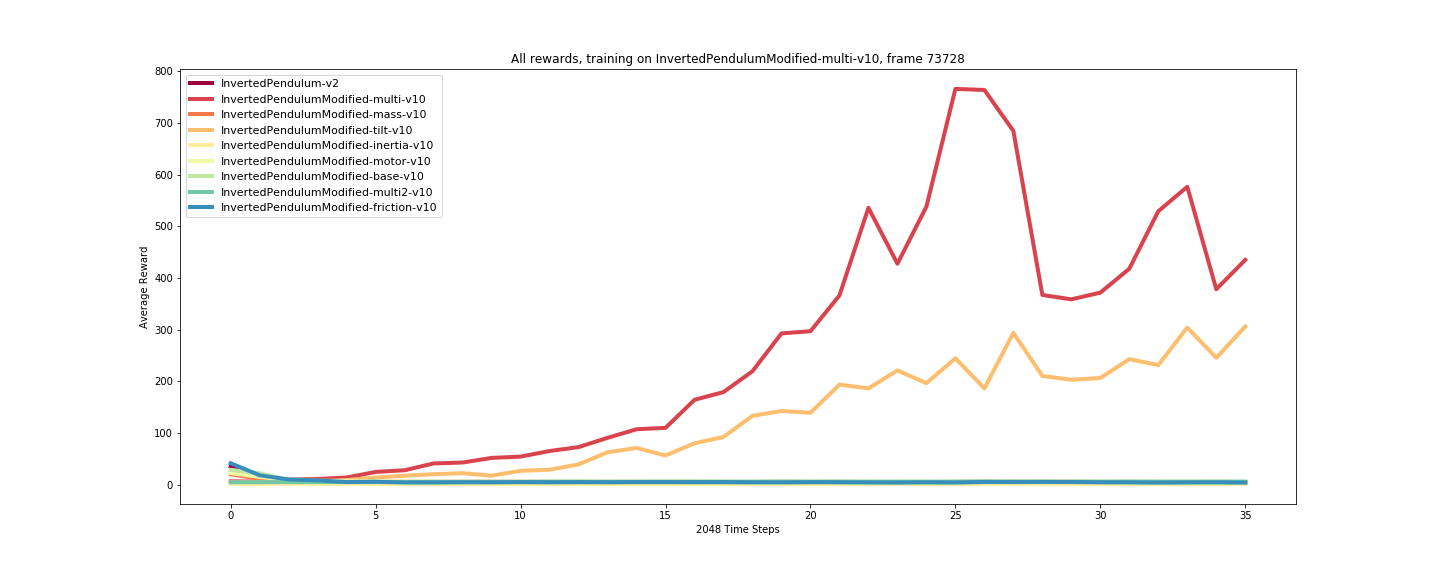 All rewards, training on InvertedPendulumModified-multi-v10, frame 73728
InvertedPendulum-v2
InvertedPendulumModified-multi-v10
InvertedPendulumModified-mass-v10
InvertedPendulumModified-tilt-v10
InvertedPendulumModified-inertia-v10
InvertedPendulumModified-motor-v10
InvertedPendulumModified-base-v10
InvertedPendulumModified-multi2-v10
InvertedPendulumModified-friction-v10
Average Reward
800
700
600
500
400
300
200
100
0
0 5 10 15 20 25 30 35
2048 Time Steps